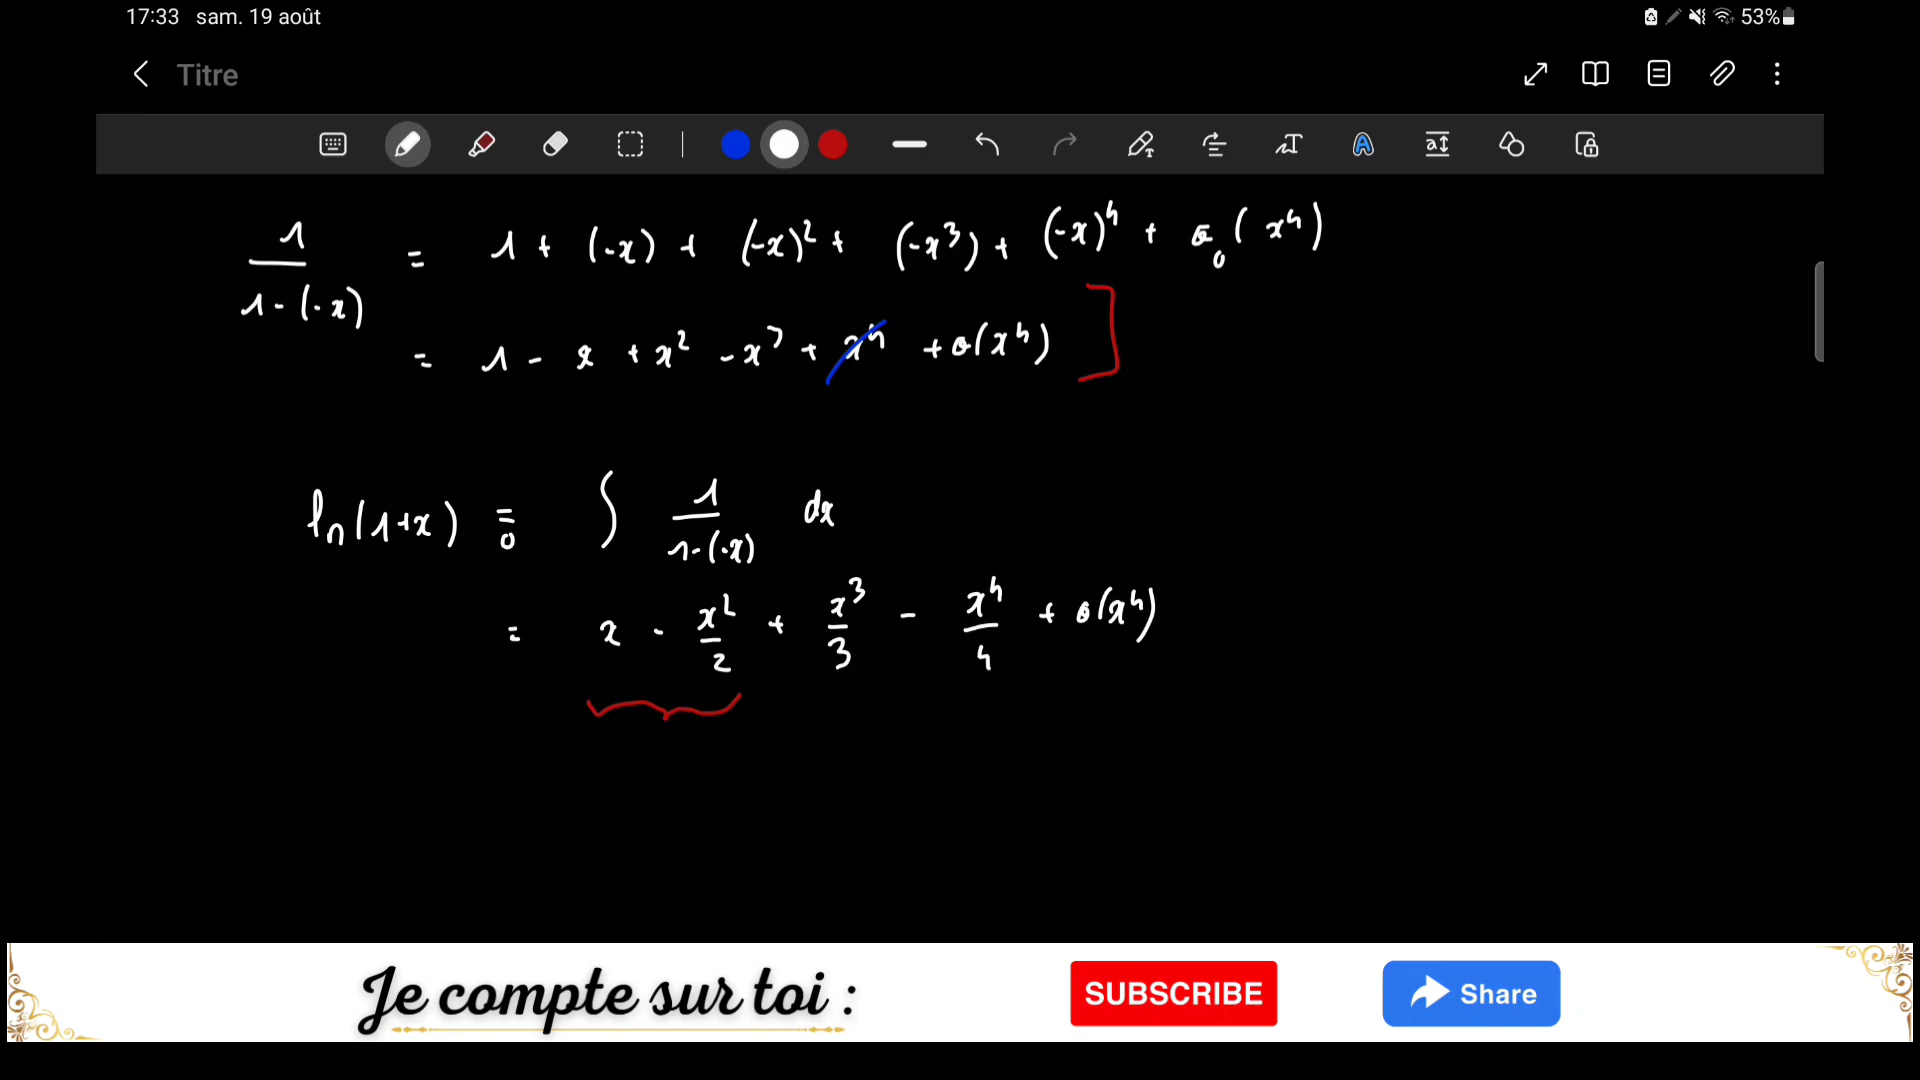 17:33 sam. 19 août 53%
Titre
1/(1-(-x)) = 1 + (-x) + (-x)² + (-x³) + (-x)⁴ + o₀(x⁴)
= 1 - x + x² - x³ + x⁴ + o(x⁴)
ln(1+x) =₀ ∫ 1/(1-(-x)) dx
= x - x²/2 + x³/3 - x⁴/4 + o(x⁴)
Je compte sur toi : SUBSCRIBE Share